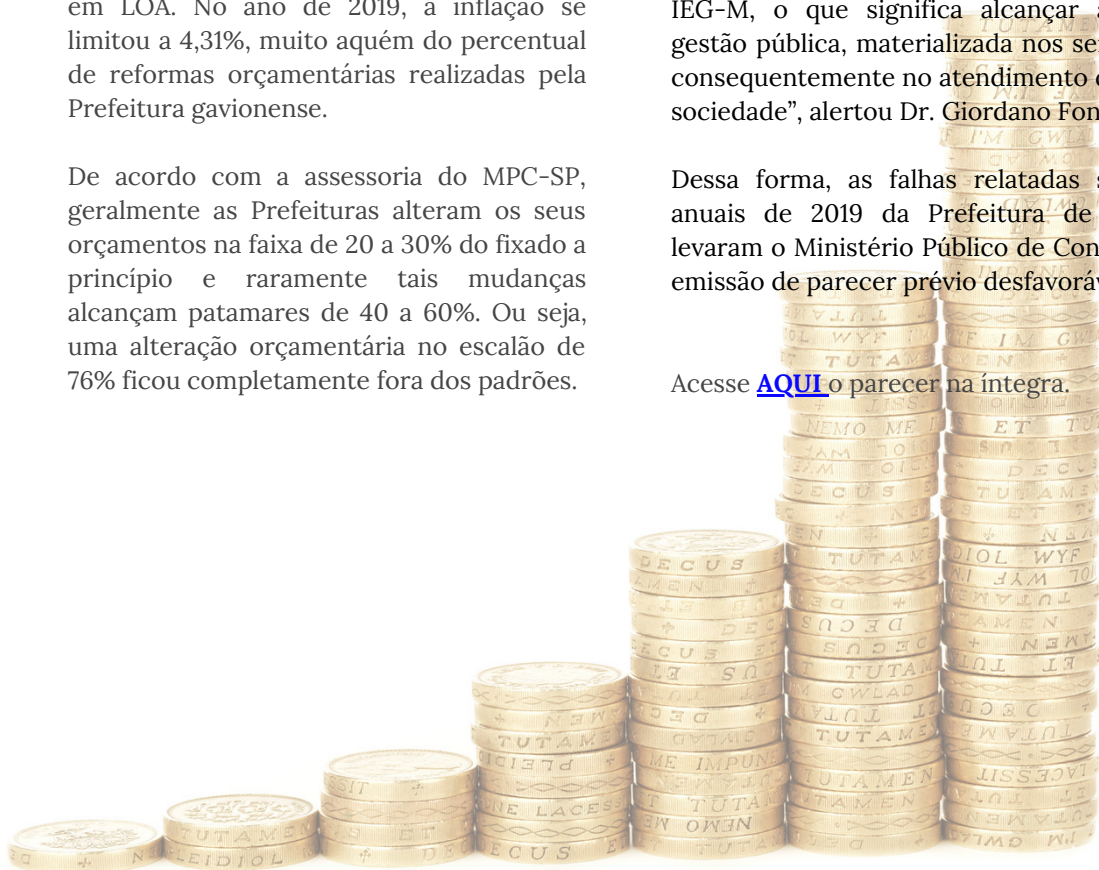 em LOA. No ano de 2019, a inflação se
limitou a 4,31%, muito aquém do percentual
de reformas orçamentárias realizadas pela
Prefeitura gavionense.
De acordo com a assessoria do MPC-SP,
geralmente as Prefeituras alteram os seus
orçamentos na faixa de 20 a 30% do fixado a
princípio e raramente tais mudanças
alcançam patamares de 40 a 60%. Ou seja,
uma alteração orçamentária no escalão de
76% ficou completamente fora dos padrões.
IEG-M, o que significa alcançar
gestão pública, materializada nos
consequentemente no atendimento
sociedade”, alertou Dr. Giordano
Dessa forma, as falhas relatadas
anuais de 2019 da Prefeitura de
levaram o Ministério Público de
emissão de parecer prévio
Acesse AQUI o parecer na íntegra.